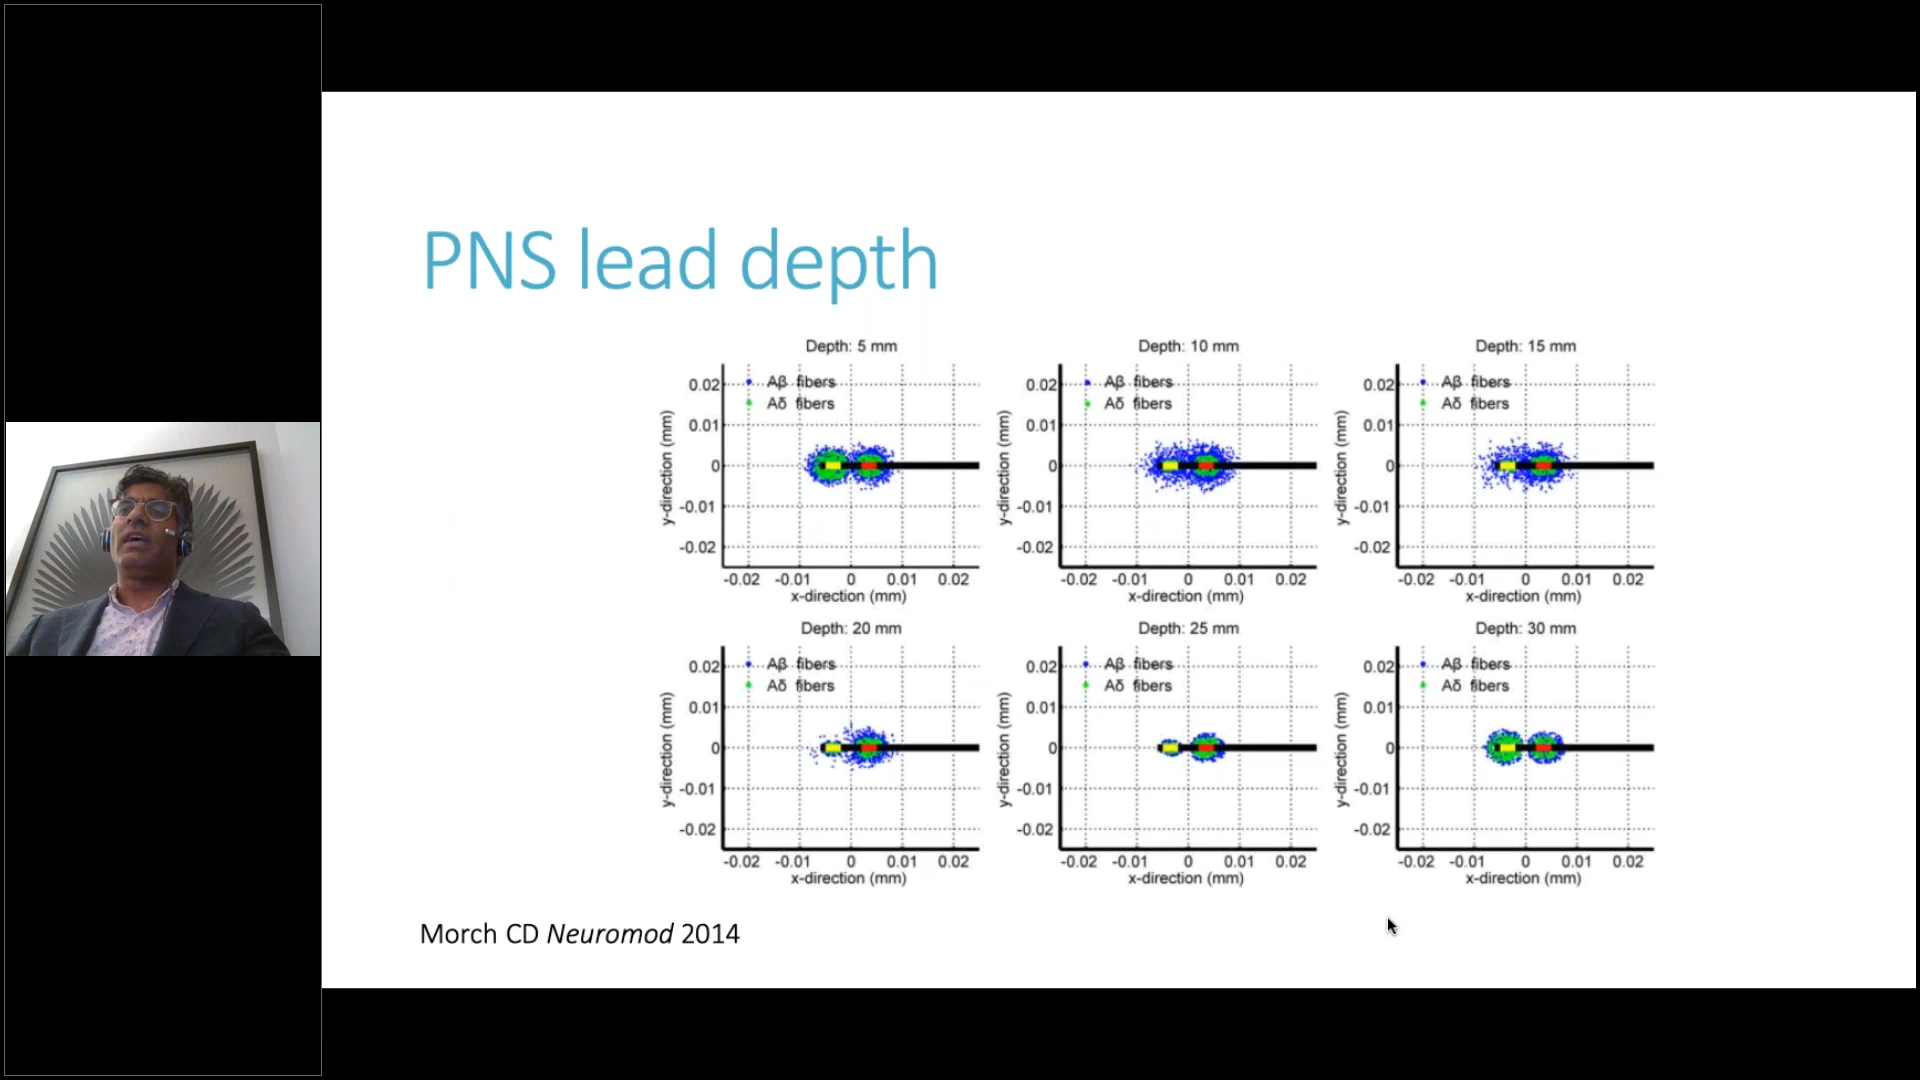 PNS lead depth
Depth: 5 mm
Aβ fibers
Aδ fibers
0.02
0.01
0
-0.01
-0.02
y-direction (mm)
-0.02 -0.01 0 0.01 0.02
x-direction (mm)
Depth: 10 mm
Aβ fibers
Aδ fibers
0.02
0.01
0
-0.01
-0.02
y-direction (mm)
-0.02 -0.01 0 0.01 0.02
x-direction (mm)
Depth: 15 mm
Aβ fibers
Aδ fibers
0.02
0.01
0
-0.01
-0.02
y-direction (mm)
-0.02 -0.01 0 0.01 0.02
x-direction (mm)
Depth: 20 mm
Aβ fibers
Aδ fibers
0.02
0.01
0
-0.01
-0.02
y-direction (mm)
-0.02 -0.01 0 0.01 0.02
x-direction (mm)
Depth: 25 mm
Aβ fibers
Aδ fibers
0.02
0.01
0
-0.01
-0.02
y-direction (mm)
-0.02 -0.01 0 0.01 0.02
x-direction (mm)
Depth: 30 mm
Aβ fibers
Aδ fibers
0.02
0.01
0
-0.01
-0.02
y-direction (mm)
-0.02 -0.01 0 0.01 0.02
x-direction (mm)
Morch CD Neuromod 2014